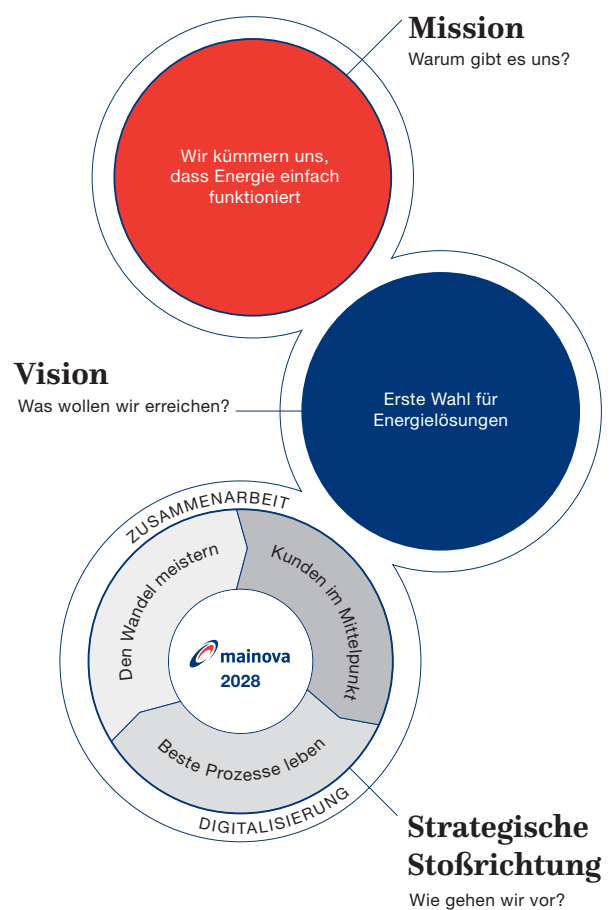 Mission
Warum gibt es uns?
Wir kümmern uns,
dass Energie einfach
funktioniert
Vision
Was wollen wir erreichen?
Erste Wahl für
Energielösungen
ZUSAMMENARBEIT
Den Wandel meistern
Kunden im Mittelpunkt
mainova
2028
Beste Prozesse leben
DIGITALISIERUNG
Strategische
Stoßrichtung
Wie gehen wir vor?